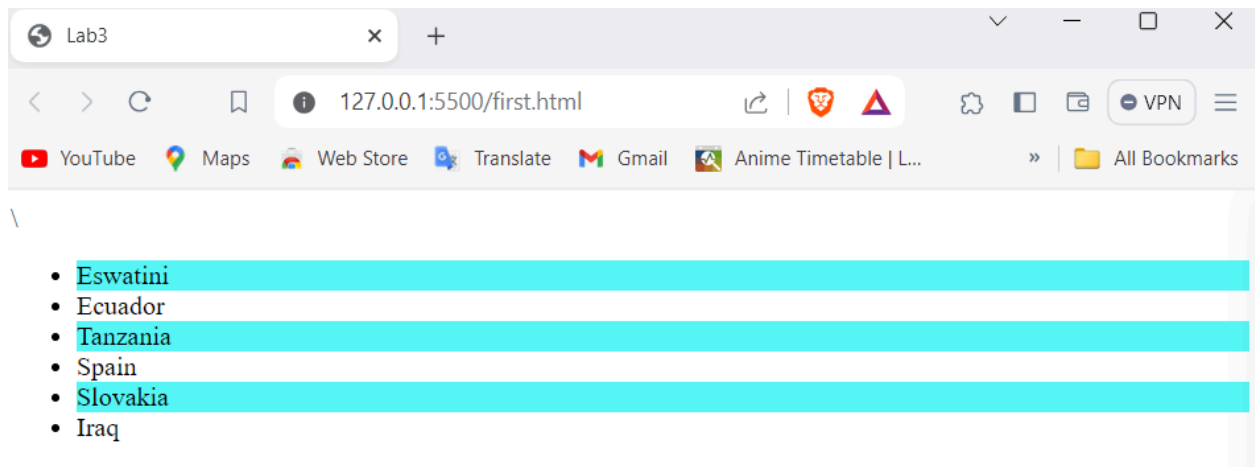 Lab3
127.0.0.1:5500/first.html VPN
YouTube Maps Web Store Translate Gmail Anime Timetable | L... » All Bookmarks
\
• Eswatini
• Ecuador
• Tanzania
• Spain
• Slovakia
• Iraq